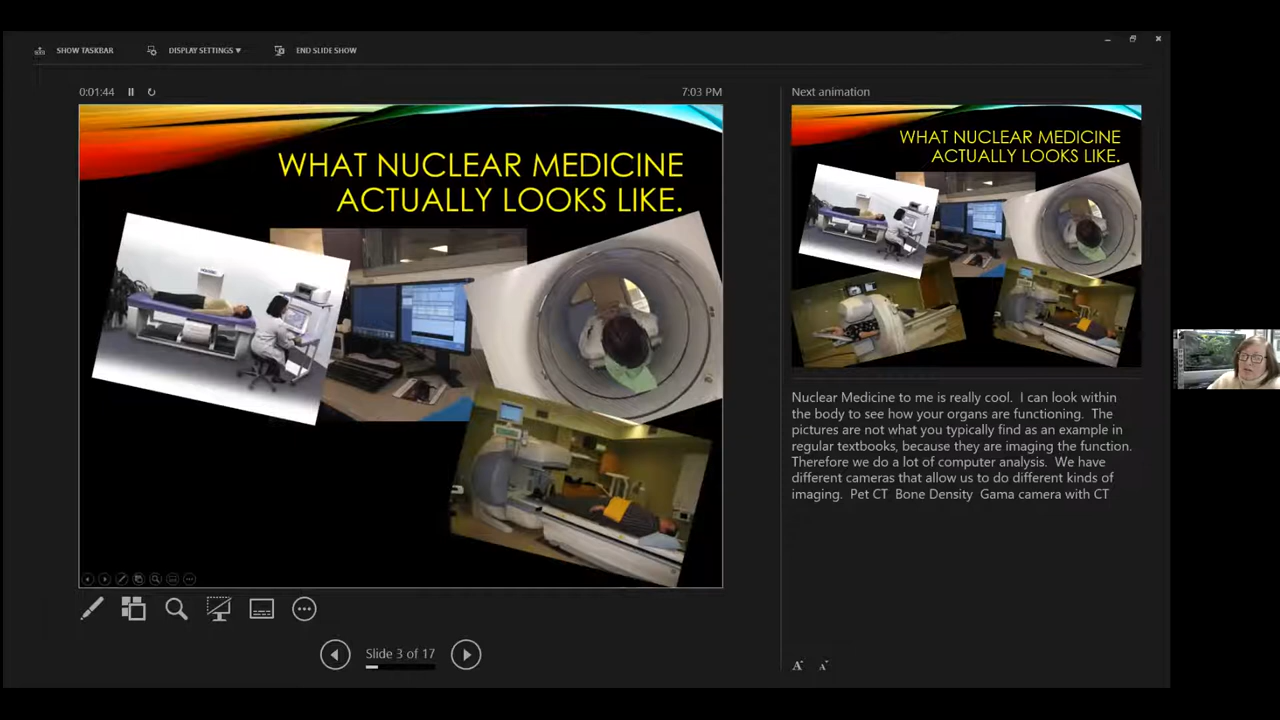 SHOW TASKBAR
DISPLAY SETTINGS ▾
END SLIDE SHOW
0:01:44
7:03 PM
WHAT NUCLEAR MEDICINE
ACTUALLY LOOKS LIKE.
Slide 3 of 17
Next animation
WHAT NUCLEAR MEDICINE
ACTUALLY LOOKS LIKE.
Nuclear Medicine to me is really cool. I can look within
the body to see how your organs are functioning. The
pictures are not what you typically find as an example in
regular textbooks, because they are imaging the function.
Therefore we do a lot of computer analysis. We have
different cameras that allow us to do different kinds of
imaging. Pet CT Bone Density Gama camera with CT
A A